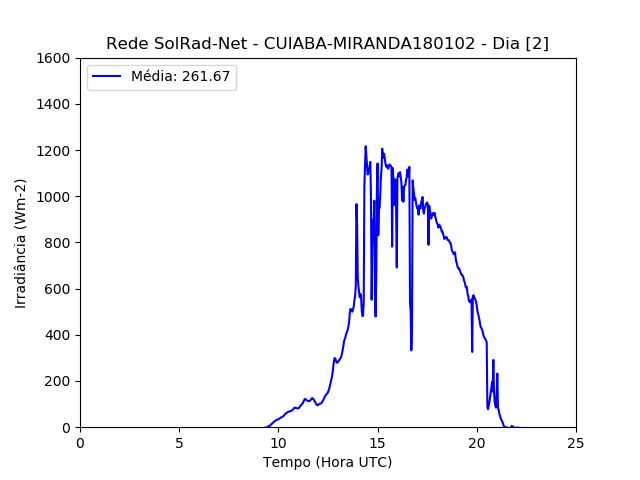 Rede SolRad-Net - CUIABA-MIRANDA180102 - Dia [2]
Média: 261.67
1600
1400
1200
1000
800
600
400
200
0
Irradiância (Wm-2)
0 5 10 15 20 25
Tempo (Hora UTC)